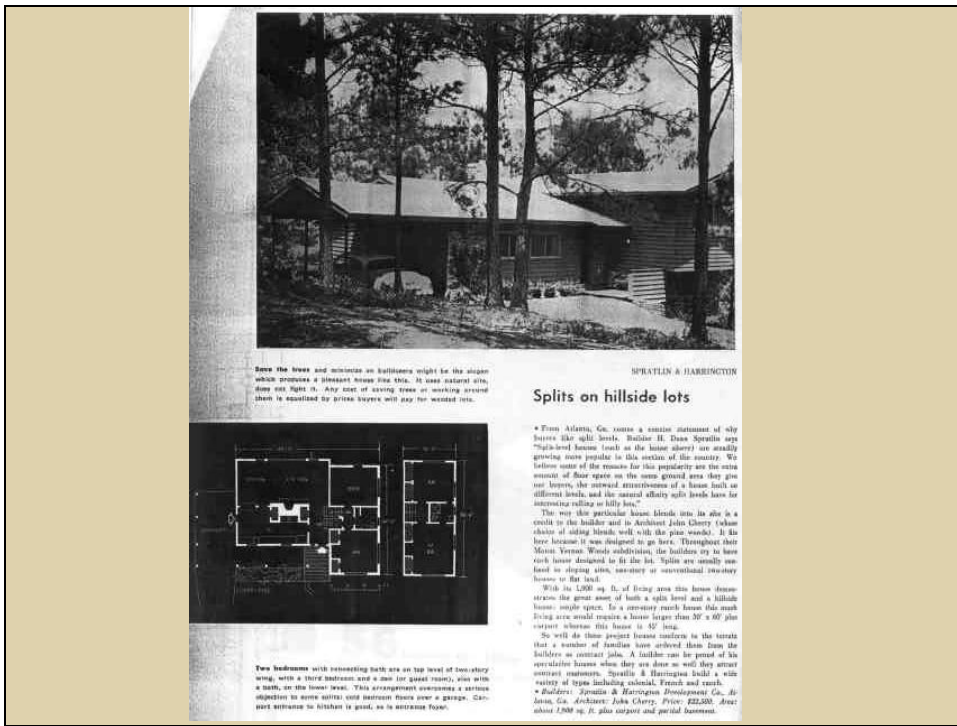 Save the trees and minimize on bulldozers might be the slogan
which produces a pleasant house like this. It uses natural site,
does not fight it. Any cost of saving trees or working around
them is equalized by prices buyers will pay for wooded lots.
SPRATLIN & HARRINGTON
Splits on hillside lots
• From Atlanta, Ga. comes a concise statement of why
buyers like split levels. Builder H. Dann Spratlin says
"Split-level houses (such as the house above) are steadily
growing more popular in this section of the country. We
believe some of the reasons for this popularity are the extra
amount of floor space on the same ground area they give
our buyers, the outward attractiveness of a house built on
different levels, and the natural affinity split levels have for
interesting rolling or hilly lots."
The way this particular house blends into its site is a
credit to the builder and to Architect John Cherry (whose
choice of siding blends well with the pine woods). It fits
here because it was designed to go here. Throughout their
Mount Vernon Woods subdivision, the builders try to have
each house designed to fit the lot. Splits are usually con-
fined to sloping sites, one-story or conventional two-story
houses to flat land.
With its 1,900 sq. ft. of living area this house demon-
strates the great asset of both a split level and a hillside
house: ample space. In a one-story ranch house this much
living area would require a house larger than 30' x 60' plus
carport whereas this house is 45' long.
So well do these project houses conform to the terrain
that a number of families have ordered them from the
builders as contract jobs. A builder can be proud of his
speculative houses when they are done so well they attract
contract customers. Spratlin & Harrington build a wide
variety of types including colonial, French and ranch.
• Builders: Spratlin & Harrington Development Co., At-
lanta, Ga. Architect: John Cherry. Price: $22,500. Area:
about 1,900 sq. ft. plus carport and partial basement.
Two bedrooms with connecting bath are on top level of two-story
wing, with a third bedroom and a den (or guest room), also with
a bath, on the lower level. This arrangement overcomes a serious
objection to some splits: cold bedroom floors over a garage. Car-
port entrance to kitchen is good, so is entrance foyer.